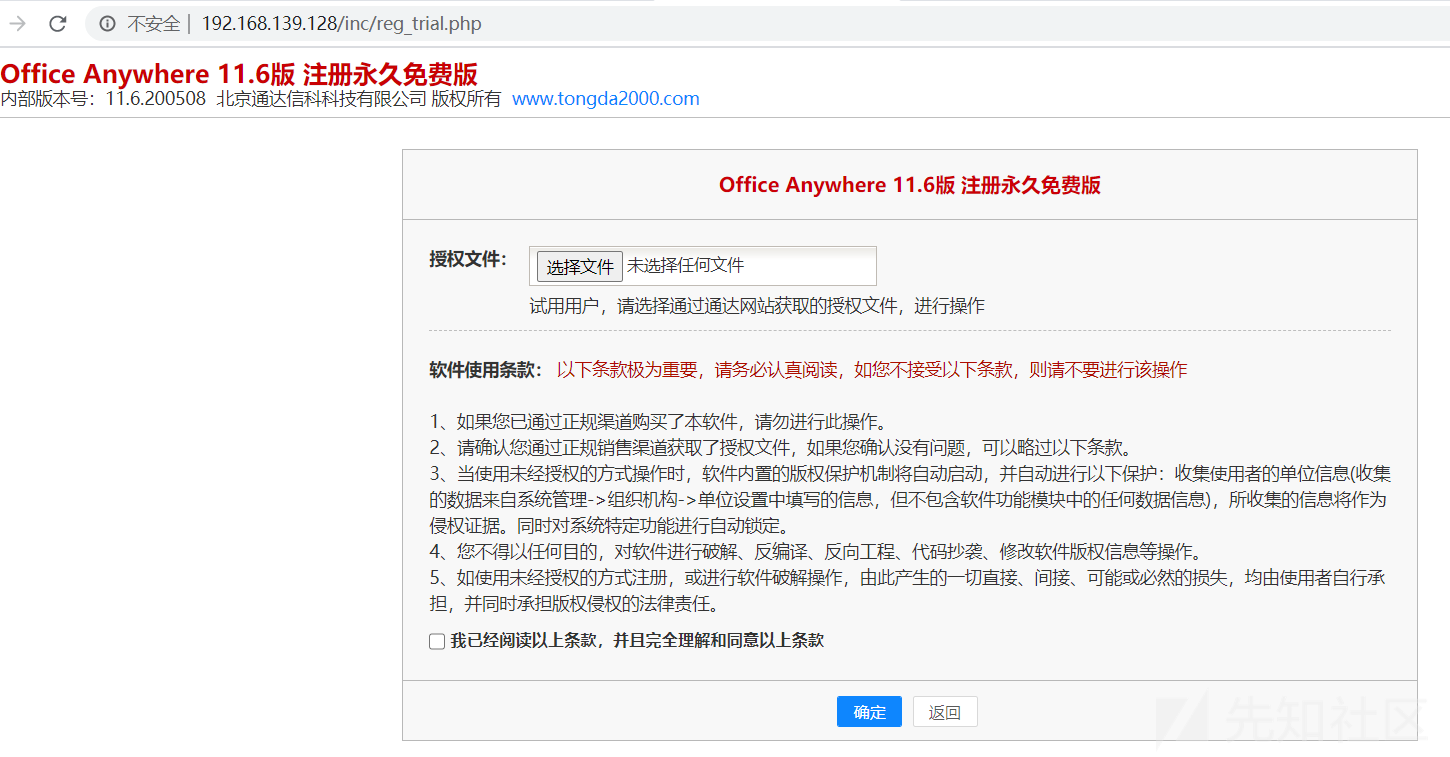 不安全 | 192.168.139.128/inc/reg_trial.php
Office Anywhere 11.6版 注册永久免费版
内部版本号：11.6.200508 北京通达信科科技有限公司 版权所有 www.tongda2000.com
Office Anywhere 11.6版 注册永久免费版
授权文件： 选择文件 未选择任何文件
试用用户，请选择通过通达网站获取的授权文件，进行操作
软件使用条款： 以下条款极为重要，请务必认真阅读，如您不接受以下条款，则请不要进行该操作
1、如果您已通过正规渠道购买了本软件，请勿进行此操作。
2、请确认您通过正规销售渠道获取了授权文件，如果您确认没有问题，可以略过以下条款。
3、当使用未经授权的方式操作时，软件内置的版权保护机制将自动启动，并自动进行以下保护：收集使用者的单位信息(收集
的数据来自系统管理->组织机构->单位设置中填写的信息，但不包含软件功能模块中的任何数据信息)，所收集的信息将作为
侵权证据。同时对系统特定功能进行自动锁定。
4、您不得以任何目的，对软件进行破解、反编译、反向工程、代码抄袭、修改软件版权信息等操作。
5、如使用未经授权的方式注册，或进行软件破解操作，由此产生的一切直接、间接、可能或必然的损失，均由使用者自行承
担，并同时承担版权侵权的法律责任。
我已经阅读以上条款，并且完全理解和同意以上条款
确定 返回
先知社区